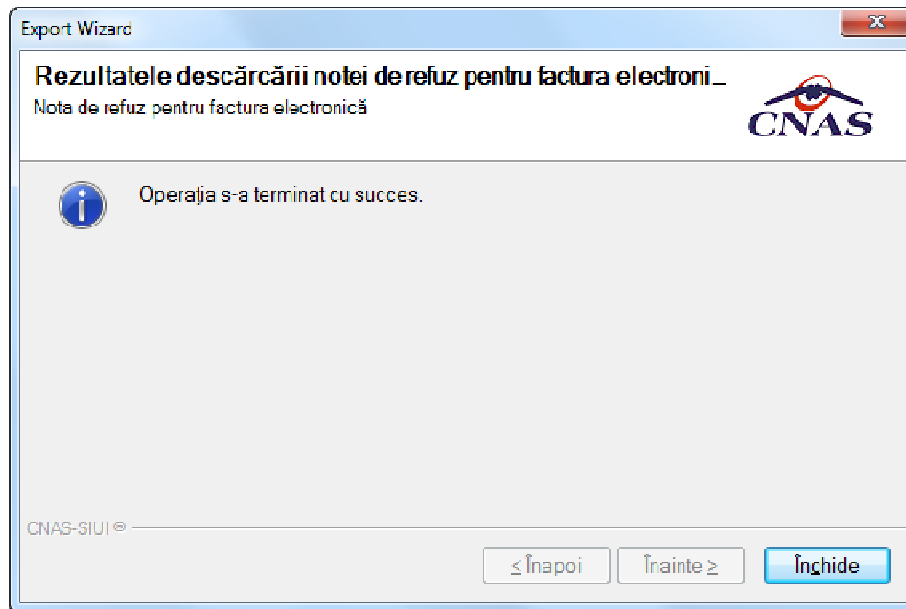 Export Wizard
Rezultatele descărcării notei de refuz pentru factura electroni...
Nota de refuz pentru factura electronică
CNAS
Operația s-a terminat cu succes.
CNAS-SIUI ©
< Înapoi
Înainte >
Închide